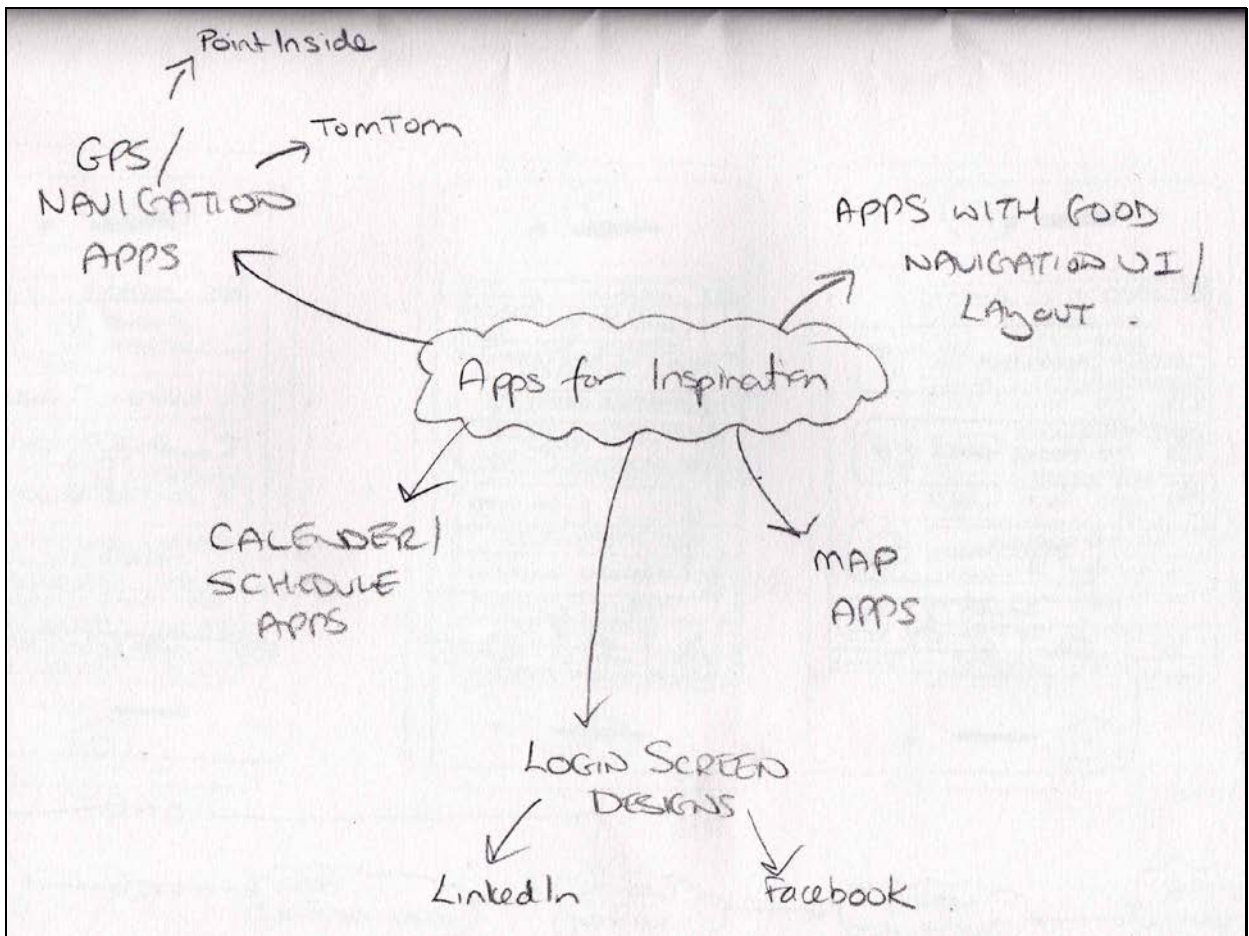 Point Inside
TomTom
GPS/
NAVIGATION
APPS
APPS WITH GOOD
NAVIGATION UI/
LAYOUT.
Apps for Inspiration
CALENDER/
SCHEDULE
APPS
MAP
APPS
LOGIN SCREEN
DESIGNS
LinkedIn
Facebook